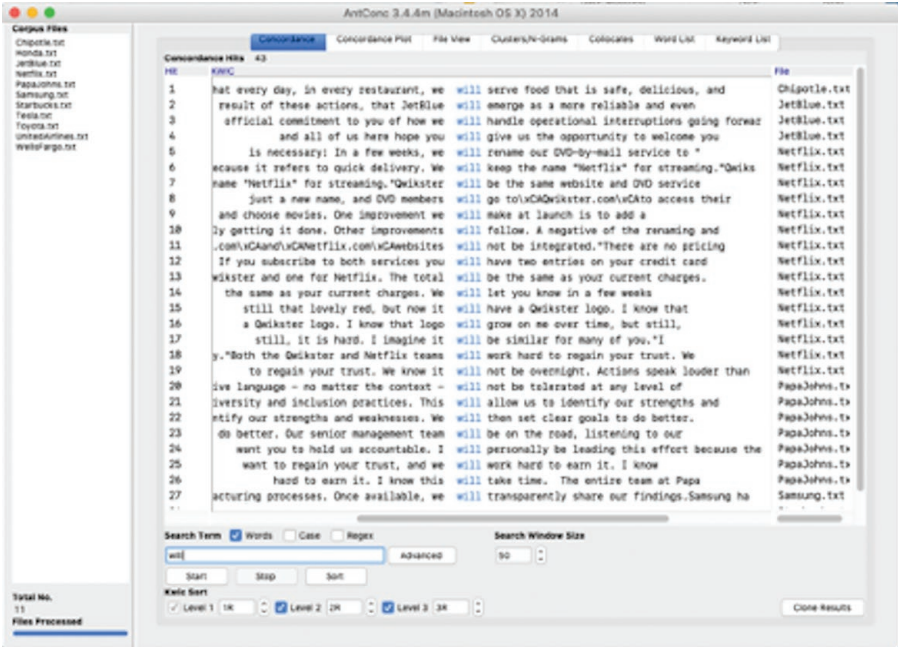 AntConc 3.4.4m (Macintosh OS X) 2014
Corpus Files
Chipotle.txt
Honda.txt
JetBlue.txt
Netflix.txt
PapaJohns.txt
Samsung.txt
Starbucks.txt
Tesla.txt
Toyota.txt
UnitedAirlines.txt
WellsFargo.txt
Concordance Concordance Plot File View Clusters/N-Grams Collocates Word List Keyword List
Concordance Hits 43
Hit KWIC File
1 hat every day, in every restaurant, we will serve food that is safe, delicious, and Chipotle.txt
2 result of these actions, that JetBlue will emerge as a more reliable and even JetBlue.txt
3 official commitment to you of how we will handle operational interruptions going forwar JetBlue.txt
4 and all of us here hope you will give us the opportunity to welcome you JetBlue.txt
5 is necessary: In a few weeks, we will rename our DVD-by-mail service to " Netflix.txt
6 ecause it refers to quick delivery. We will keep the name "Netflix" for streaming."Qwiks Netflix.txt
7 name "Netflix" for streaming."Qwikster will be the same website and DVD service Netflix.txt
8 just a new name, and DVD members will go to\xCAQwikster.com\xCAto access their Netflix.txt
9 and choose movies. One improvement we will make at launch is to add a Netflix.txt
10 ly getting it done. Other improvements will follow. A negative of the renaming and Netflix.txt
11 .com\xCAand\xCANetflix.com\xCAwebsites will not be integrated."There are no pricing Netflix.txt
12 If you subscribe to both services you will have two entries on your credit card Netflix.txt
13 wikster and one for Netflix. The total will be the same as your current charges. Netflix.txt
14 the same as your current charges. We will let you know in a few weeks Netflix.txt
15 still that lovely red, but now it will have a Qwikster logo. I know that Netflix.txt
16 a Qwikster logo. I know that logo will grow on me over time, but still, Netflix.txt
17 still, it is hard. I imagine it will be similar for many of you."I Netflix.txt
18 y."Both the Qwikster and Netflix teams will work hard to regain your trust. We Netflix.txt
19 to regain your trust. We know it will not be overnight. Actions speak louder than Netflix.txt
20 ive language – no matter the context – will not be tolerated at any level of PapaJohns.tx
21 iversity and inclusion practices. This will allow us to identify our strengths and PapaJohns.tx
22 ntify our strengths and weaknesses. We will then set clear goals to do better. PapaJohns.tx
23 do better. Our senior management team will be on the road, listening to our PapaJohns.tx
24 want you to hold us accountable. I will personally be leading this effort because the PapaJohns.tx
25 want to regain your trust, and we will work hard to earn it. I know PapaJohns.tx
26 hard to earn it. I know this will take time. The entire team at Papa PapaJohns.tx
27 acturing processes. Once available, we will transparently share our findings.Samsung ha Samsung.txt
Search Term Words Case Regex Search Window Size
will Advanced 50
Start Stop Sort
Kwic Sort
Level 1 1R Level 2 2R Level 3 3R Clone Results
Total No.
11
Files Processed